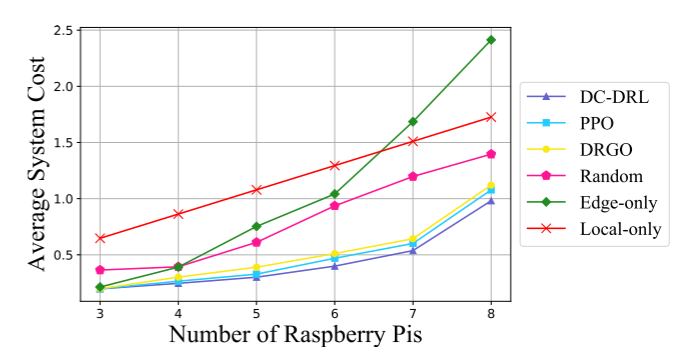 2.5
2.0
1.5
1.0
0.5
Average System Cost
3 4 5 6 7 8
Number of Raspberry Pis
DC-DRL
PPO
DRGO
Random
Edge-only
Local-only